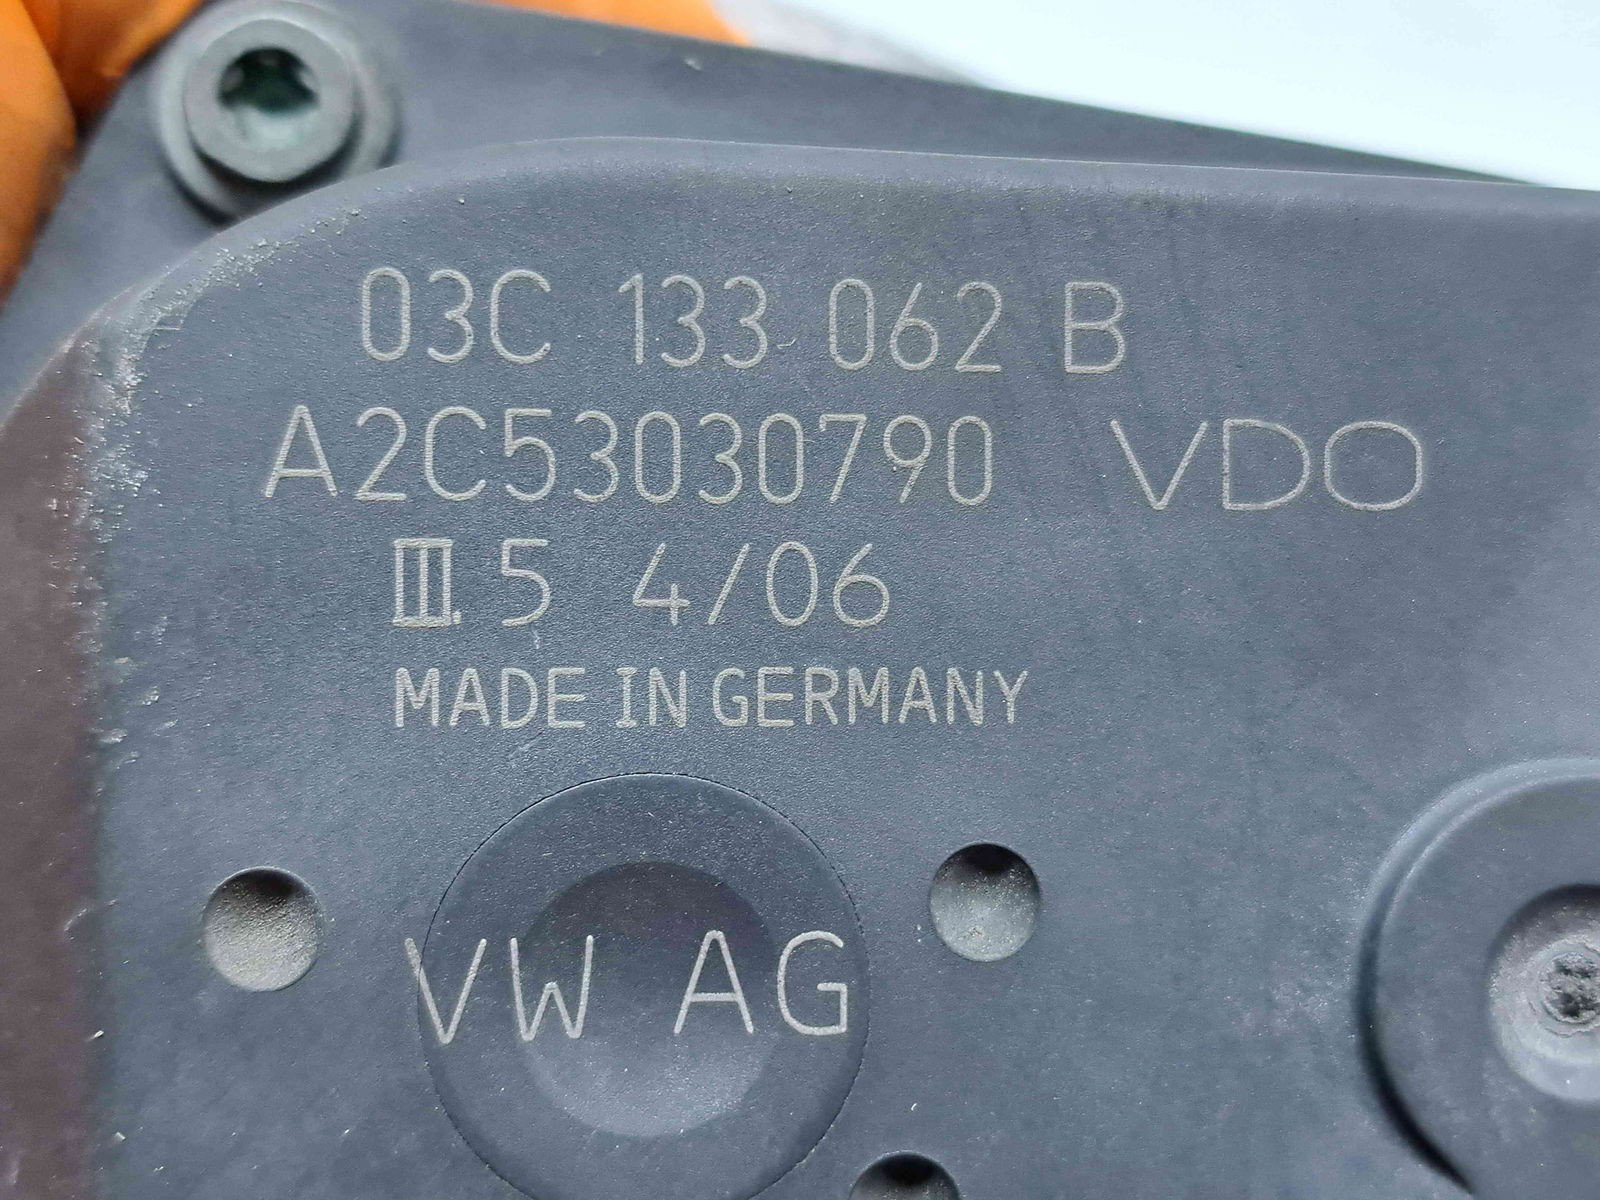 03C 133 062 B
A2C53030790 VDO
III.5 4/06
MADE IN GERMANY
VW AG